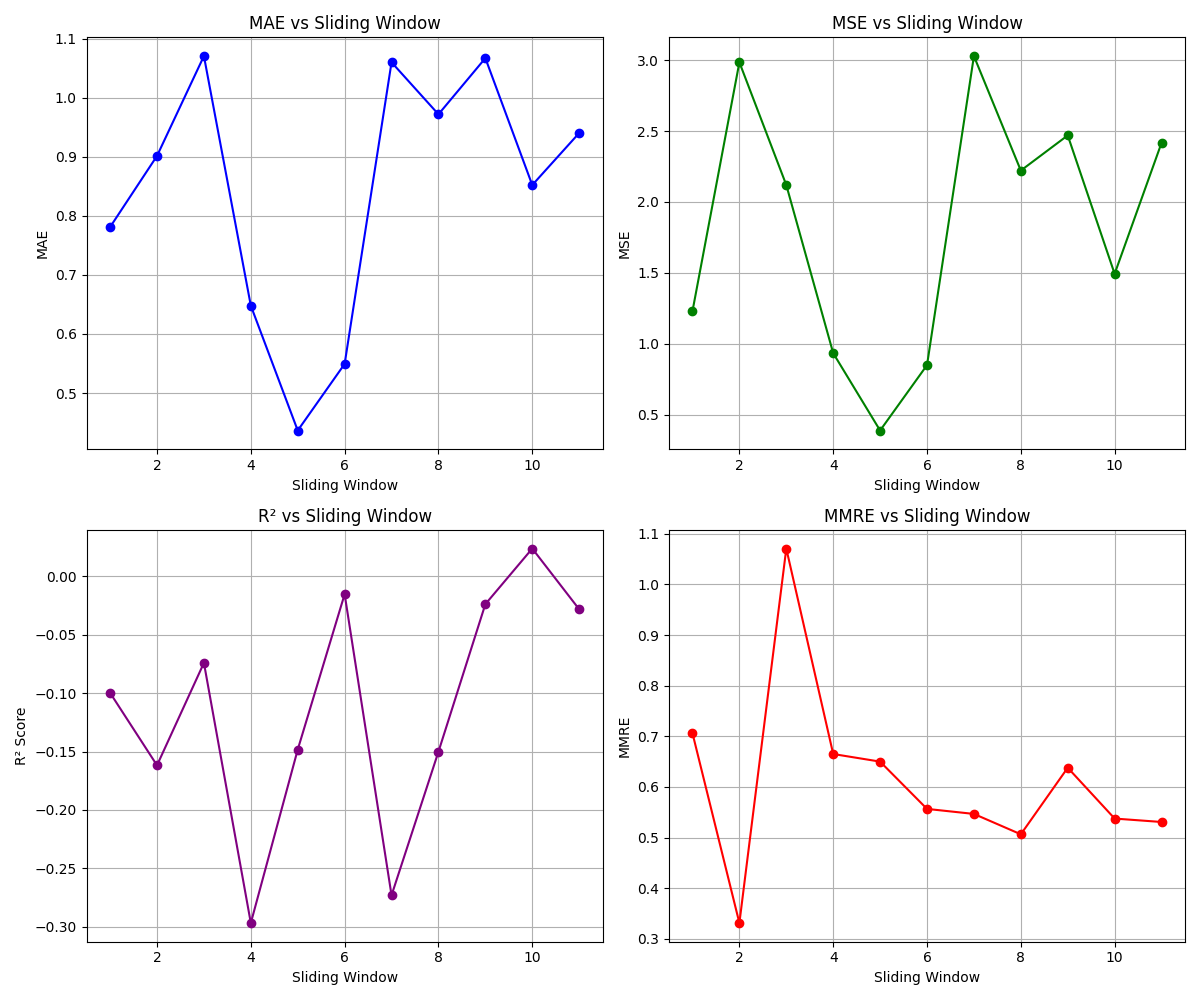 MAE vs Sliding Window
1.1
1.0
0.9
0.8
0.7
0.6
0.5
MAE
2 4 6 8 10
Sliding Window
MSE vs Sliding Window
3.0
2.5
2.0
1.5
1.0
0.5
MSE
2 4 6 8 10
Sliding Window
R² vs Sliding Window
0.00
−0.05
−0.10
−0.15
−0.20
−0.25
−0.30
R² Score
2 4 6 8 10
Sliding Window
MMRE vs Sliding Window
1.1
1.0
0.9
0.8
0.7
0.6
0.5
0.4
0.3
MMRE
2 4 6 8 10
Sliding Window